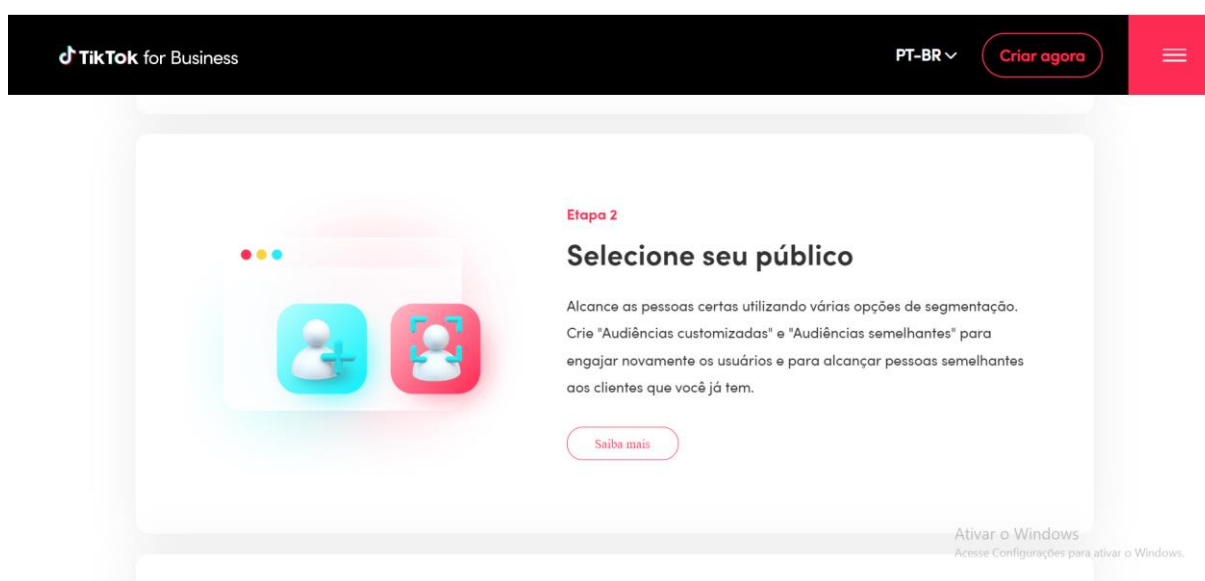 TikTok for Business
PT-BR
Criar agora
Etapa 2
Selecione seu público
Alcance as pessoas certas utilizando várias opções de segmentação.
Crie "Audiências customizadas" e "Audiências semelhantes" para
engajar novamente os usuários e para alcançar pessoas semelhantes
aos clientes que você já tem.
Saiba mais
Ativar o Windows
Acesse Configurações para ativar o Windows.